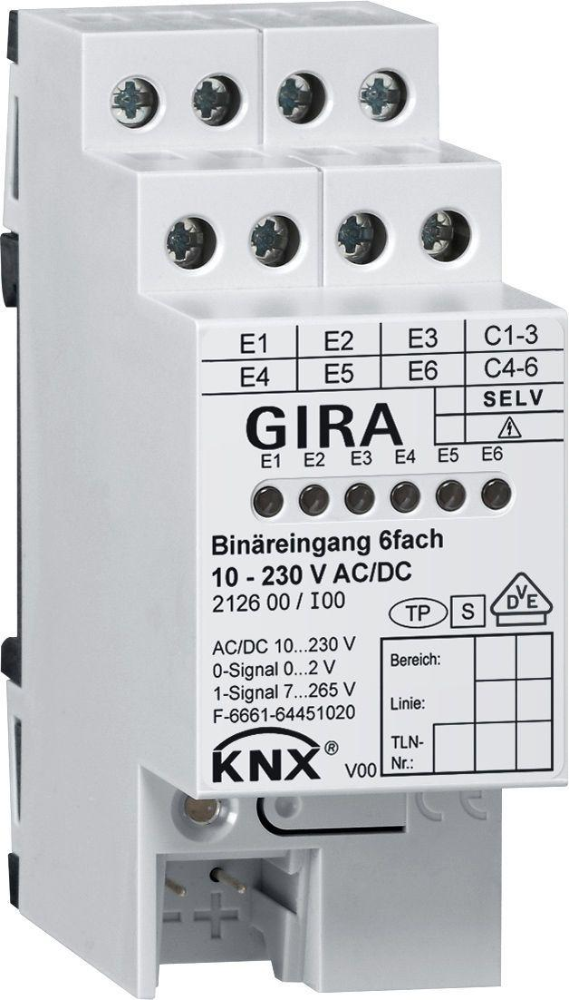 E1 E2 E3 C1-3
E4 E5 E6 C4-6
SELV
GIRA
E1 E2 E3 E4 E5 E6
Binäreingang 6fach
10 - 230 V AC/DC
2126 00 / I00
TP S DVE
AC/DC 10...230 V
0-Signal 0...2 V
1-Signal 7...265 V
F-6661-64451020
KNX®
V00
Bereich:
Linie:
TLN-
Nr.:
CE
- +